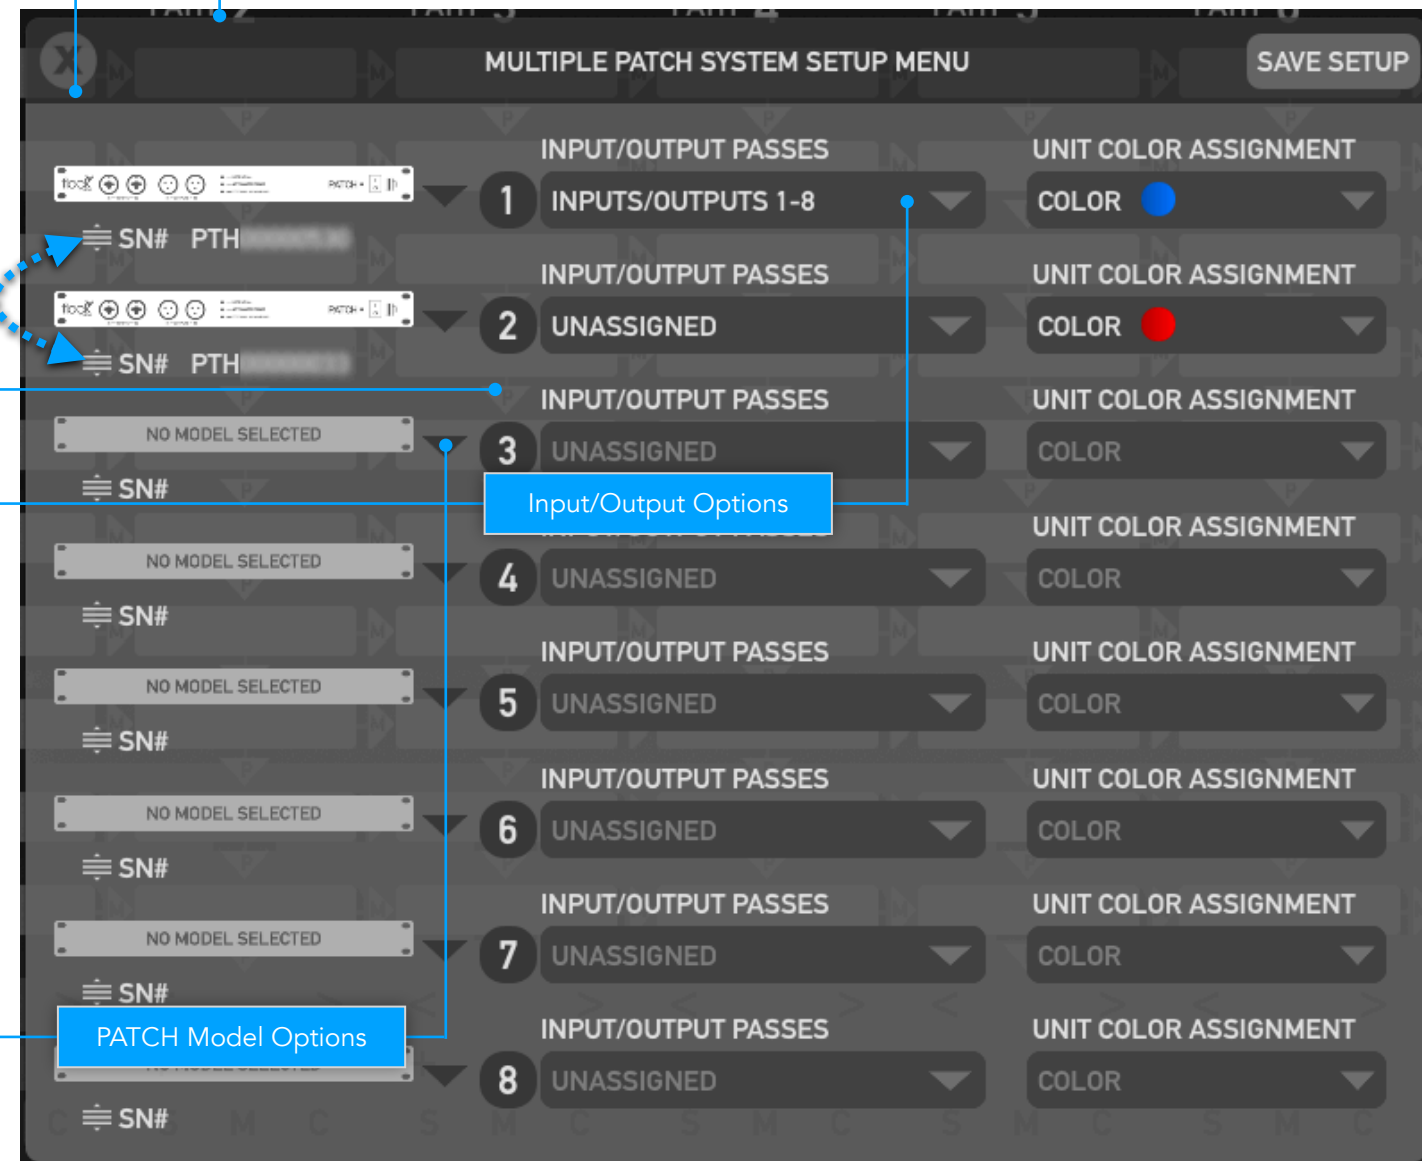 MULTIPLE PATCH SYSTEM SETUP MENU
X
SAVE SETUP
INPUT/OUTPUT PASSES
UNIT COLOR ASSIGNMENT
flock
PATCH
1
INPUTS/OUTPUTS 1-8
COLOR
SN# PTH
INPUT/OUTPUT PASSES
UNIT COLOR ASSIGNMENT
flock
PATCH
2
UNASSIGNED
COLOR
SN# PTH
INPUT/OUTPUT PASSES
UNIT COLOR ASSIGNMENT
NO MODEL SELECTED
3
UNASSIGNED
COLOR
SN#
Input/Output Options
UNIT COLOR ASSIGNMENT
NO MODEL SELECTED
4
UNASSIGNED
COLOR
SN#
INPUT/OUTPUT PASSES
UNIT COLOR ASSIGNMENT
NO MODEL SELECTED
5
UNASSIGNED
COLOR
SN#
INPUT/OUTPUT PASSES
UNIT COLOR ASSIGNMENT
NO MODEL SELECTED
6
UNASSIGNED
COLOR
SN#
INPUT/OUTPUT PASSES
UNIT COLOR ASSIGNMENT
NO MODEL SELECTED
7
UNASSIGNED
COLOR
SN#
PATCH Model Options
INPUT/OUTPUT PASSES
UNIT COLOR ASSIGNMENT
8
UNASSIGNED
COLOR
SN#